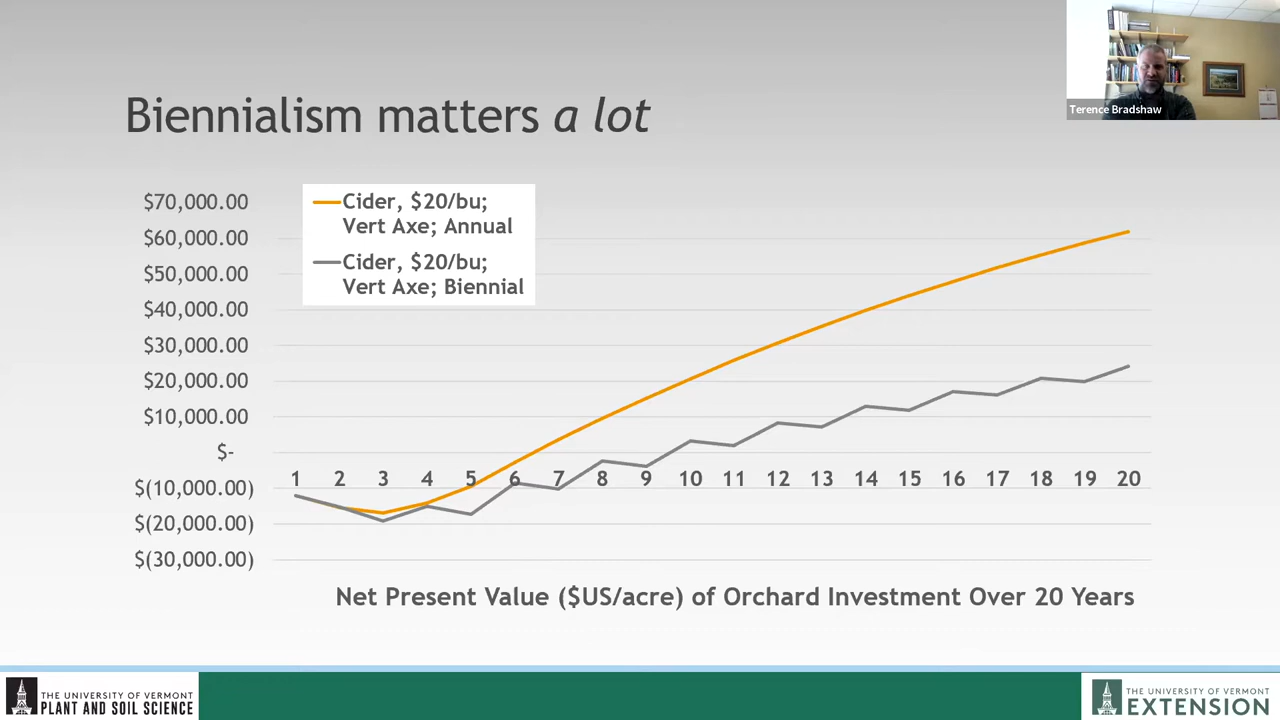 Terence Bradshaw
Biennialism matters a lot
$70,000.00
$60,000.00
$50,000.00
$40,000.00
$30,000.00
$20,000.00
$10,000.00
$-
$(10,000.00)
$(20,000.00)
$(30,000.00)
Cider, $20/bu;
Vert Axe; Annual
Cider, $20/bu;
Vert Axe; Biennial
1 2 3 4 5 6 7 8 9 10 11 12 13 14 15 16 17 18 19 20
Net Present Value ($US/acre) of Orchard Investment Over 20 Years
THE UNIVERSITY OF VERMONT
PLANT AND SOIL SCIENCE
THE UNIVERSITY OF VERMONT
EXTENSION